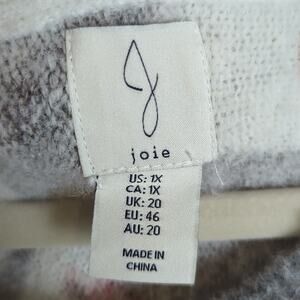 joie
US: 1X
CA: 1X
UK: 20
EU: 46
AU: 20
MADE IN
CHINA